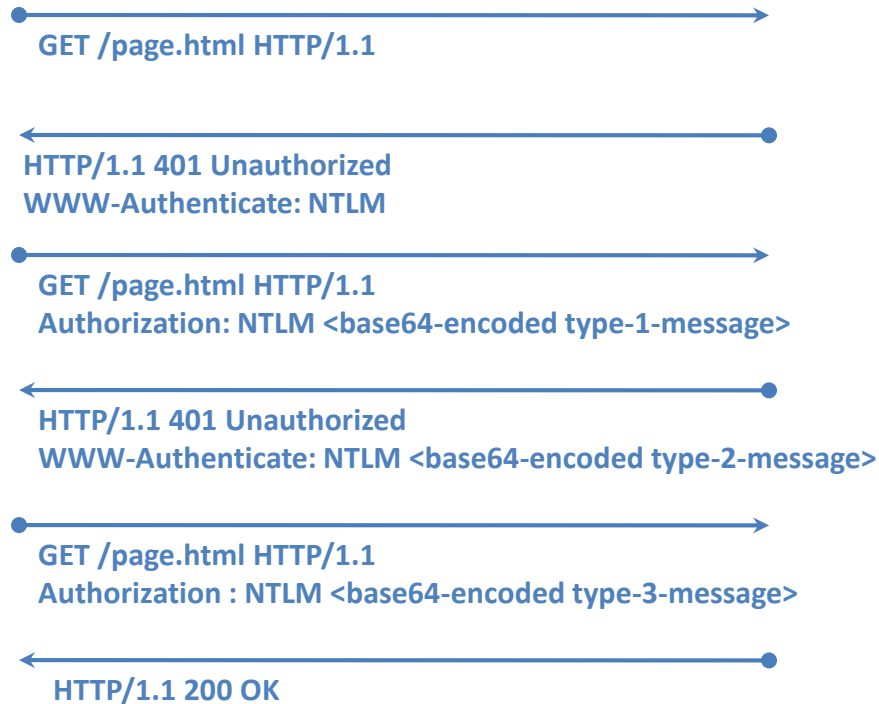 GET /page.html HTTP/1.1
HTTP/1.1 401 Unauthorized
WWW-Authenticate: NTLM
GET /page.html HTTP/1.1
Authorization: NTLM <base64-encoded type-1-message>
HTTP/1.1 401 Unauthorized
WWW-Authenticate: NTLM <base64-encoded type-2-message>
GET /page.html HTTP/1.1
Authorization : NTLM <base64-encoded type-3-message>
HTTP/1.1 200 OK